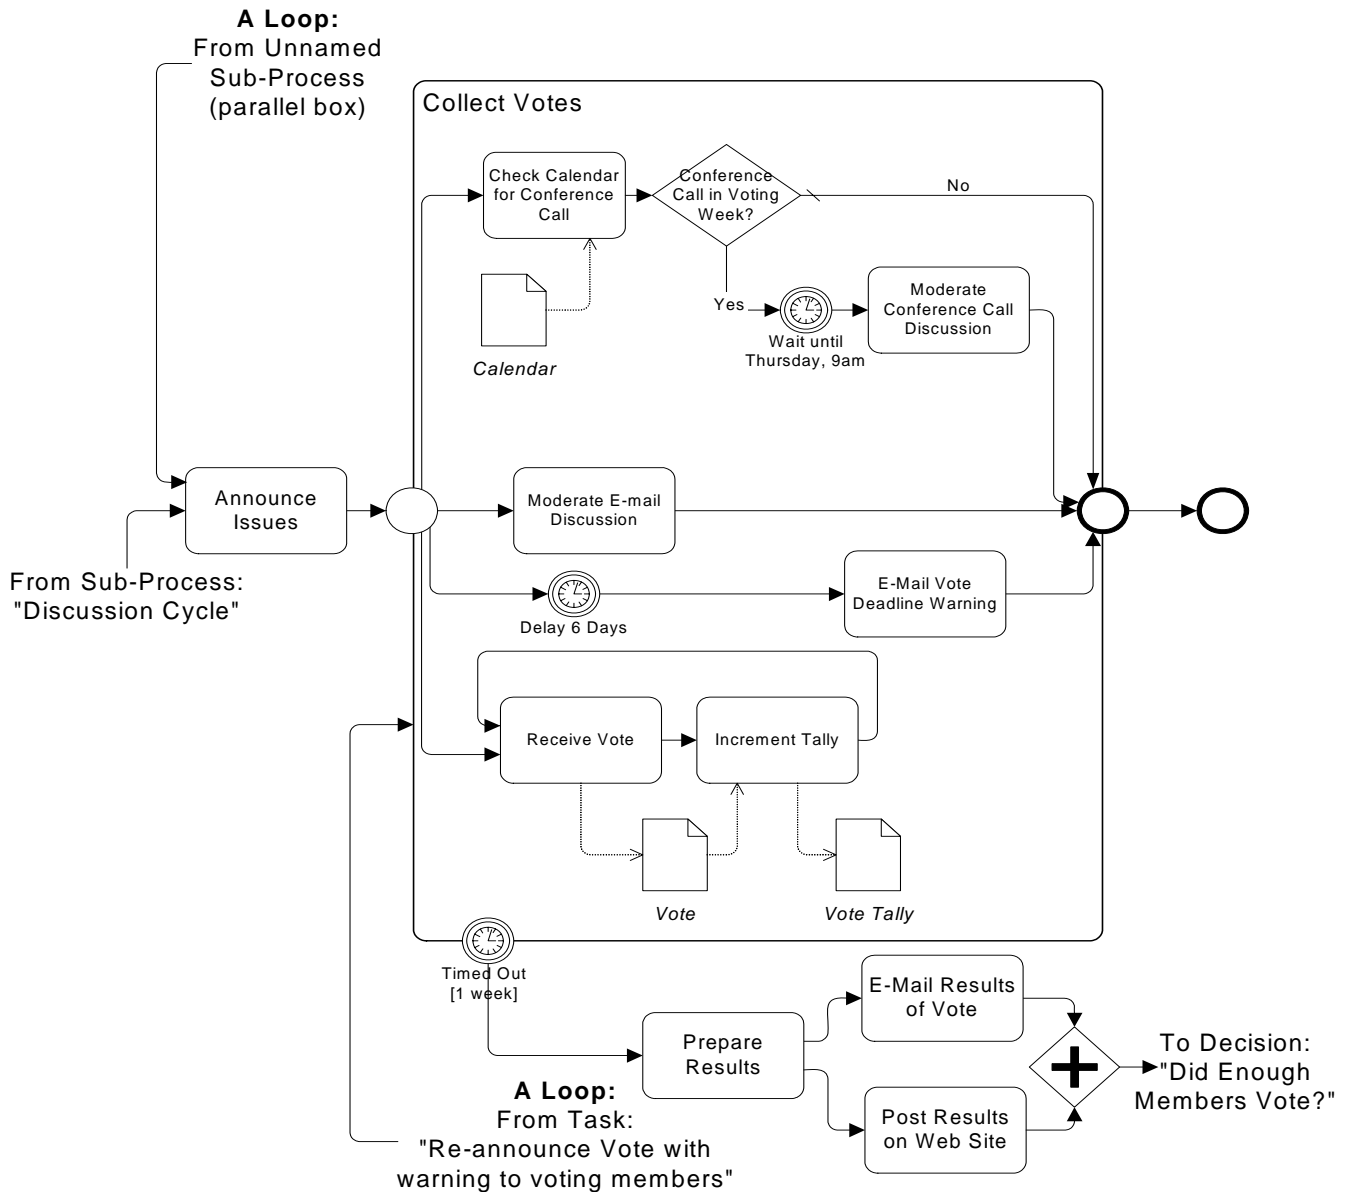 A Loop:
From Unnamed
Sub-Process
(parallel box)
Collect Votes
Check Calendar
for Conference
Call
Conference
Call in Voting
Week?
No
Yes
Calendar
Wait until
Thursday, 9am
Moderate
Conference Call
Discussion
Announce
Issues
From Sub-Process:
"Discussion Cycle"
Moderate E-mail
Discussion
Delay 6 Days
E-Mail Vote
Deadline Warning
Receive Vote
Increment Tally
Vote
Vote Tally
Timed Out
[1 week]
Prepare
Results
E-Mail Results
of Vote
Post Results
on Web Site
To Decision:
"Did Enough
Members Vote?"
A Loop:
From Task:
"Re-announce Vote with
warning to voting members"